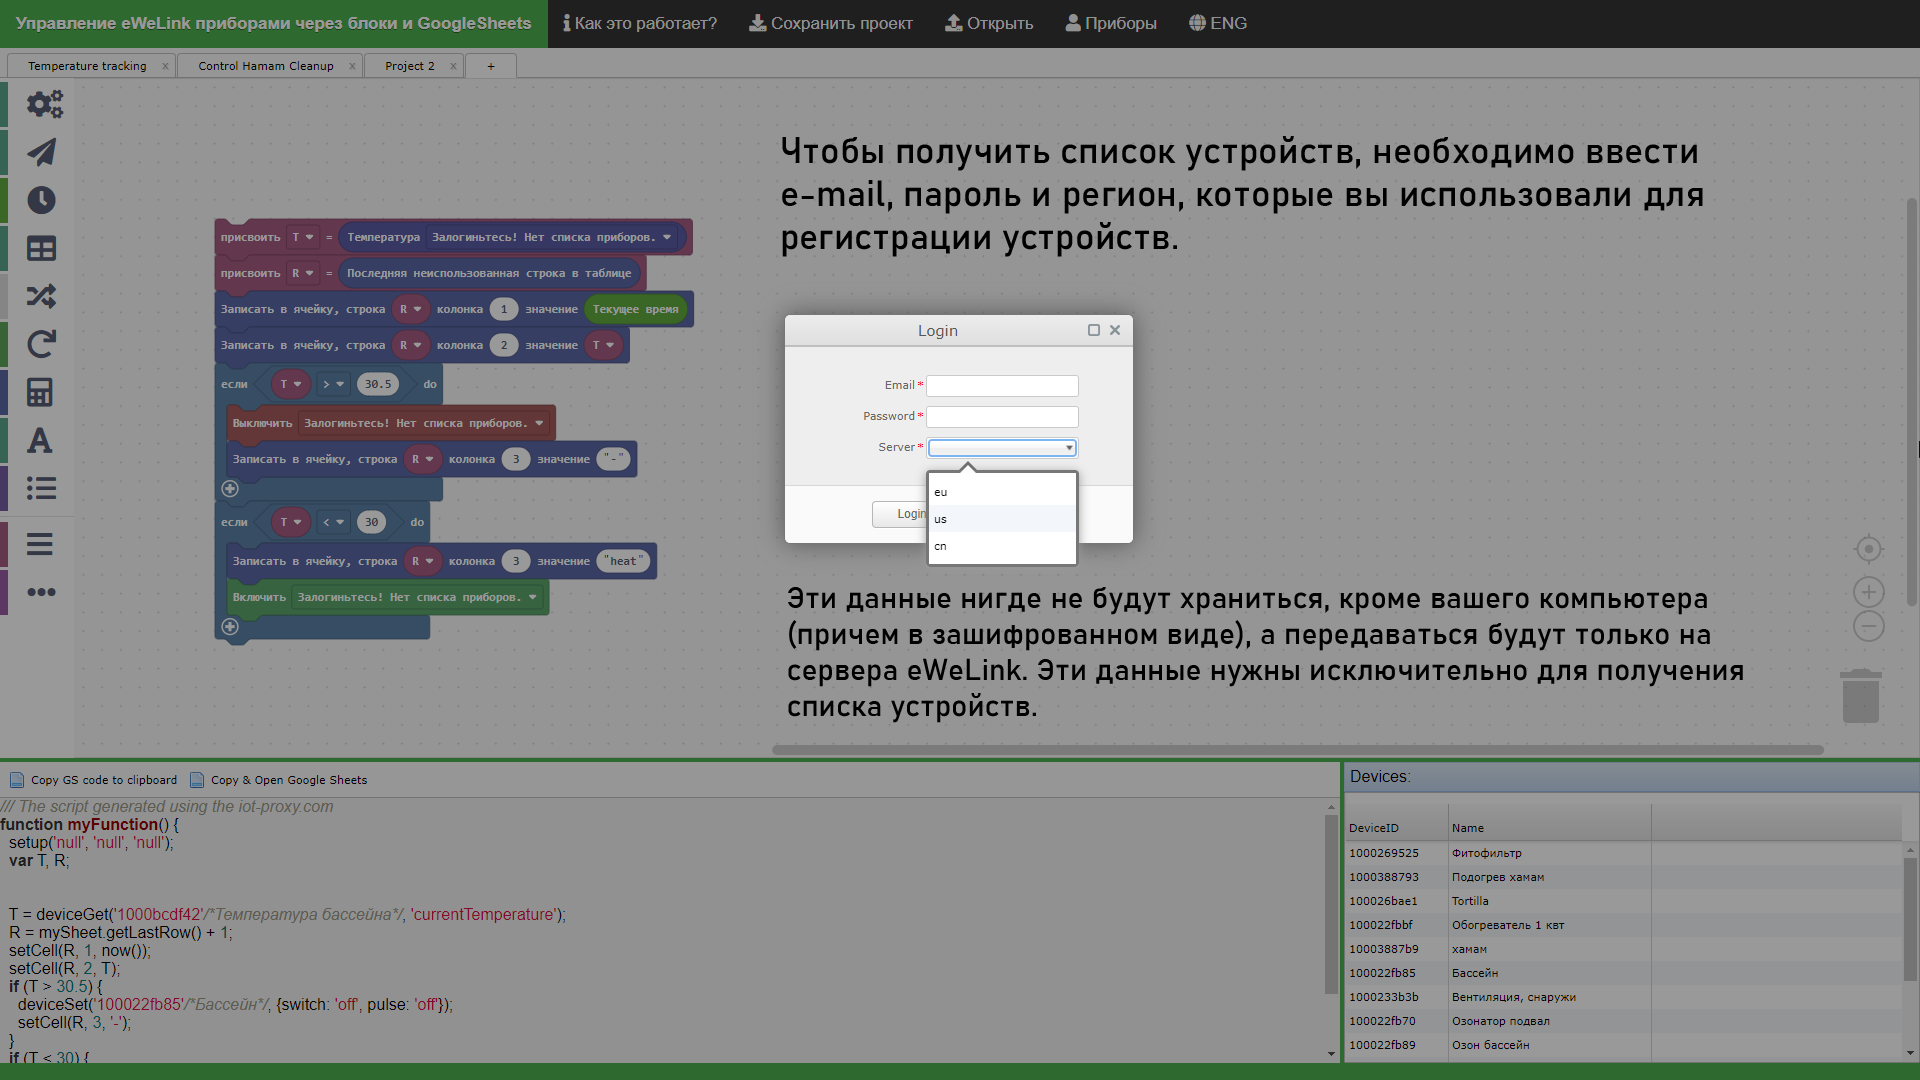 Управление eWeLink приборами через блоки и GoogleSheets
Как это работает?
Сохранить проект
Открыть
Приборы
ENG
Temperature tracking x
Control Hamam Cleanup x
Project 2 x
+
Чтобы получить список устройств, необходимо ввести
e-mail, пароль и регион, которые вы использовали для
регистрации устройств.
присвоить T = Температура Залогиньтесь! Нет списка приборов.
присвоить R = Последняя неиспользованная строка в таблице
Записать в ячейку, строка R колонка 1 значение Текущее время
Записать в ячейку, строка R колонка 2 значение T
если T > 30.5 do
Выключить Залогиньтесь! Нет списка приборов.
Записать в ячейку, строка R колонка 3 значение "-"
если T < 30 do
Записать в ячейку, строка R колонка 3 значение "heat"
Включить Залогиньтесь! Нет списка приборов.
Login
Email *
Password *
Server *
Login
eu
us
cn
Эти данные нигде не будут храниться, кроме вашего компьютера
(причем в зашифрованном виде), а передаваться будут только на
сервера eWeLink. Эти данные нужны исключительно для получения
списка устройств.
Copy GS code to clipboard
Copy & Open Google Sheets
/// The script generated using the iot-proxy.com
function myFunction() {
setup('null', 'null', 'null');
var T, R;
T = deviceGet('1000bcdf42'/*Температура бассейна*/, 'currentTemperature');
R = mySheet.getLastRow() + 1;
setCell(R, 1, now());
setCell(R, 2, T);
if (T > 30.5) {
deviceSet('100022fb85'/*Бассейн*/, {switch: 'off', pulse: 'off'});
setCell(R, 3, '-');
}
if (T < 30) {
Devices:
DeviceID Name
1000269525 Фитофильтр
1000388793 Подогрев хамам
100026bae1 Tortilla
100022fbbf Обогреватель 1 квт
10003887b9 хамам
100022fb85 Бассейн
1000233b3b Вентиляция, снаружи
100022fb70 Озонатор подвал
100022fb89 Озон бассейн